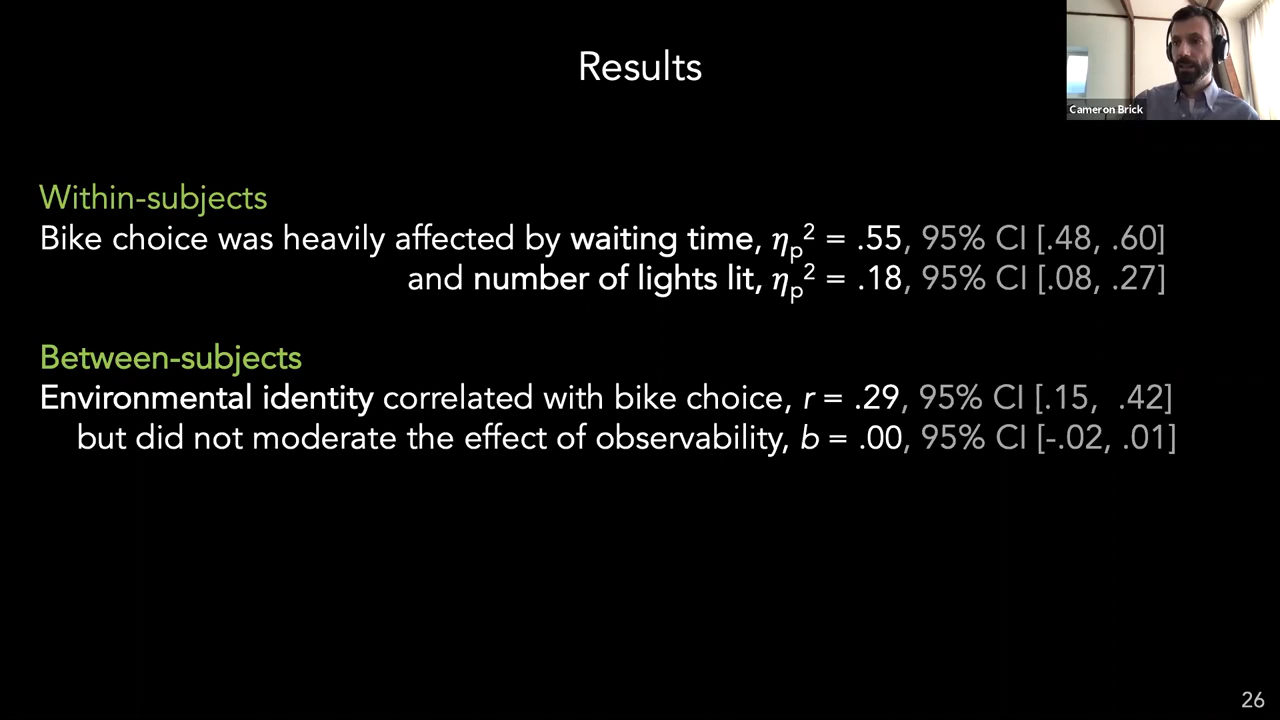 Results
Cameron Brick
Within-subjects
Bike choice was heavily affected by waiting time, ηp² = .55, 95% CI [.48, .60]
and number of lights lit, ηp² = .18, 95% CI [.08, .27]
Between-subjects
Environmental identity correlated with bike choice, r = .29, 95% CI [.15, .42]
but did not moderate the effect of observability, b = .00, 95% CI [-.02, .01]
26